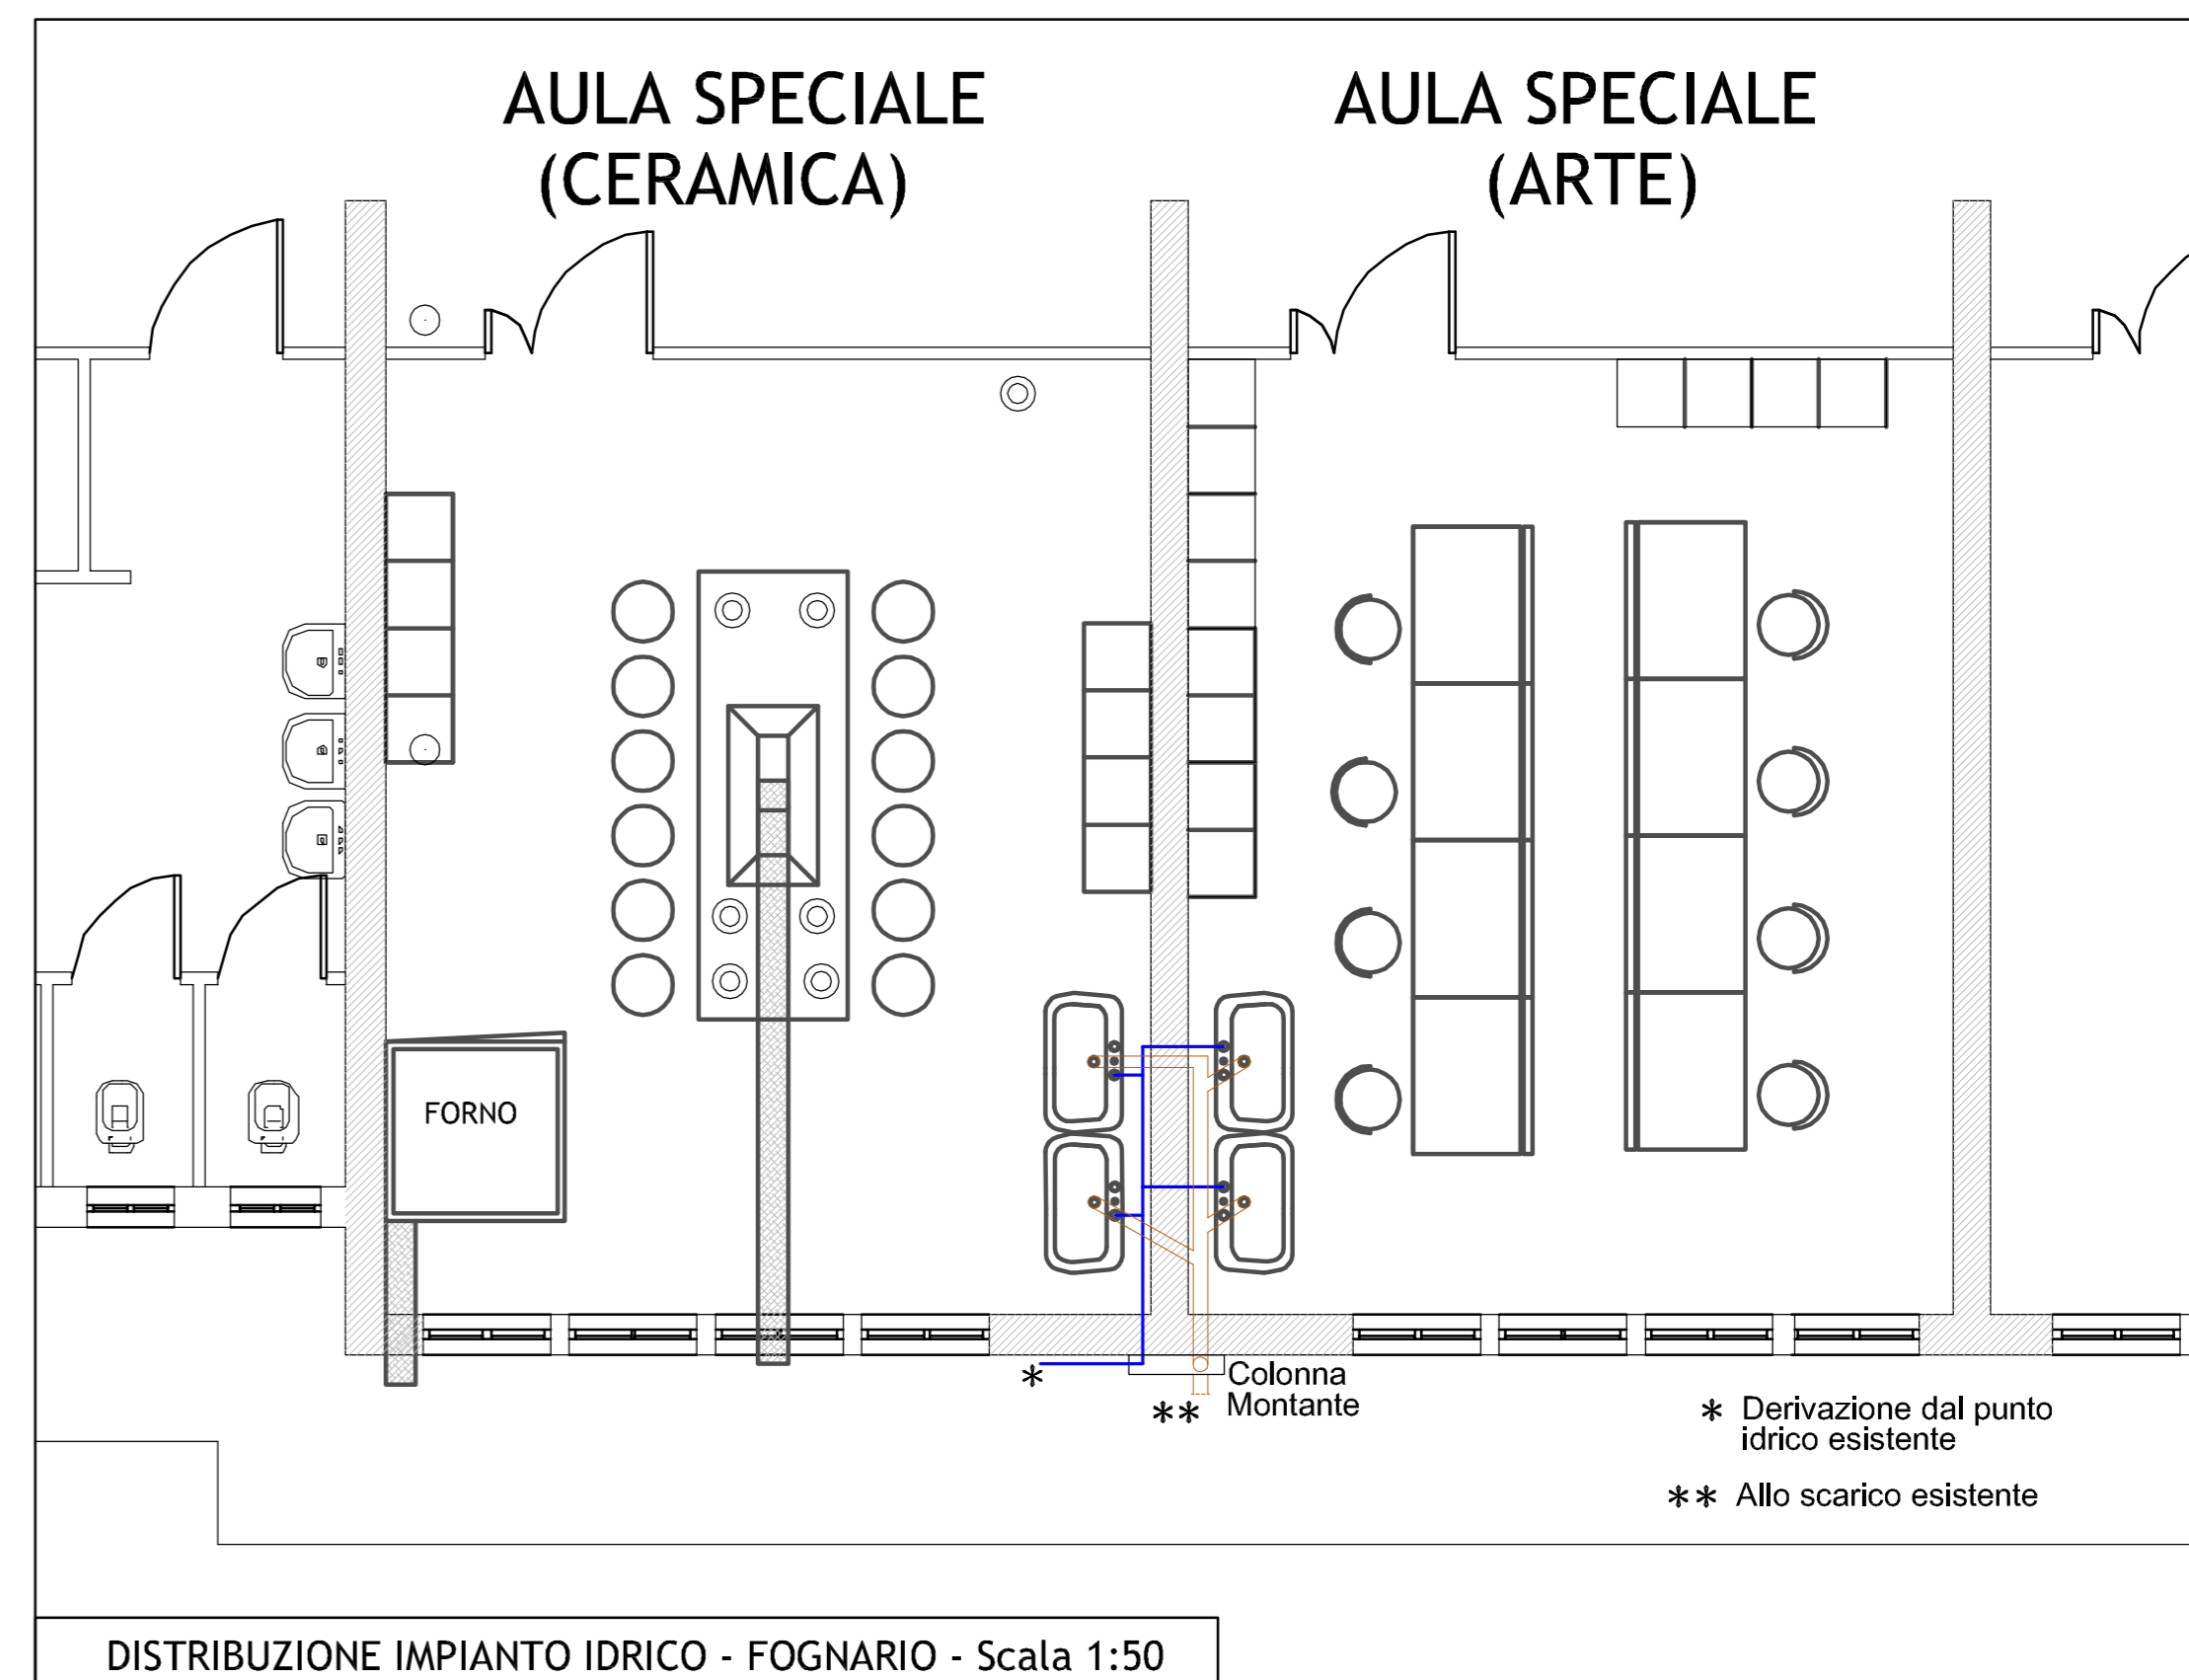 AULA SPECIALE
(CERAMICA)
AULA SPECIALE
(ARTE)
FORNO
*
**
Colonna
Montante
* Derivazione dal punto
idrico esistente
** Allo scarico esistente
DISTRIBUZIONE IMPIANTO IDRICO - FOGNARIO - Scala 1:50